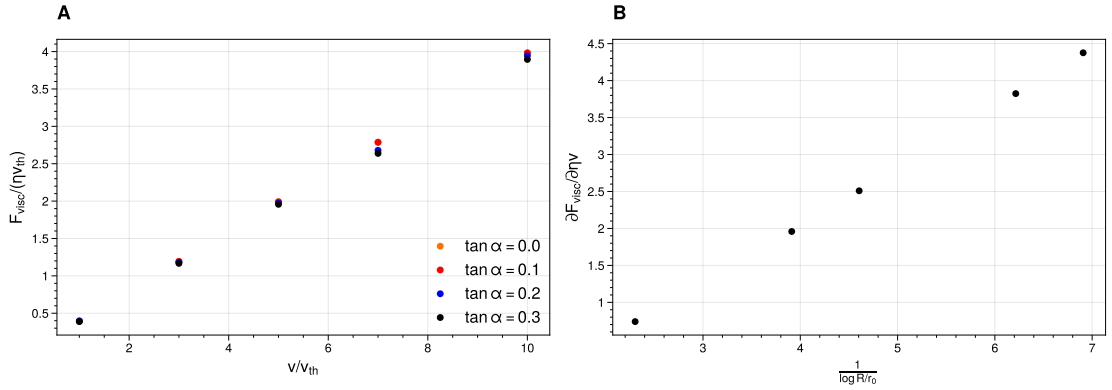 A
F_visc/(ηv_th)
4
3.5
3
2.5
2
1.5
1
0.5
2
4
6
8
10
v/v_th
tan α = 0.0
tan α = 0.1
tan α = 0.2
tan α = 0.3
B
∂F_visc/∂ηv
4.5
4
3.5
3
2.5
2
1.5
1
3
4
5
6
7
1
log R/r₀